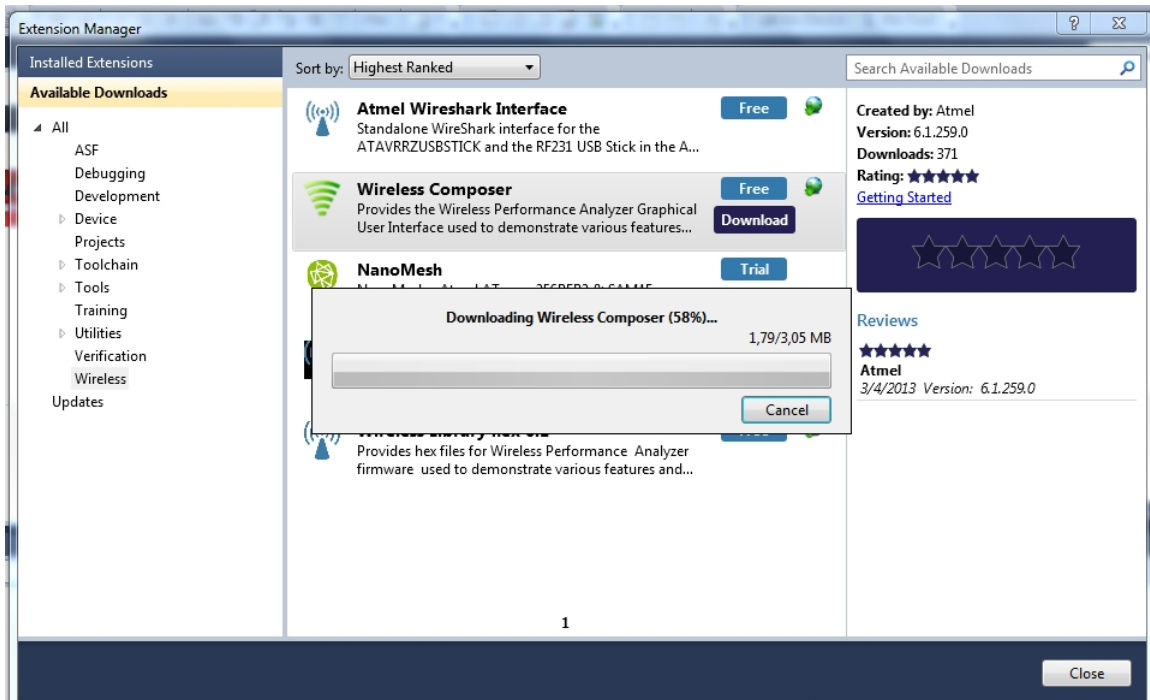 Extension Manager
Installed Extensions
Available Downloads
All
ASF
Debugging
Development
Device
Projects
Toolchain
Tools
Training
Utilities
Verification
Wireless
Updates
Sort by: Highest Ranked
Atmel Wireshark Interface
Free
Standalone WireShark interface for the
ATAVRRZUSBSTICK and the RF231 USB Stick in the A...
Wireless Composer
Free
Provides the Wireless Performance Analyzer Graphical
User Interface used to demonstrate various features...
Download
NanoMesh
Trial
Downloading Wireless Composer (58%)...
1,79/3,05 MB
Cancel
Provides hex files for Wireless Performance Analyzer
firmware used to demonstrate various features and...
1
Search Available Downloads
Created by: Atmel
Version: 6.1.259.0
Downloads: 371
Rating:
Getting Started
Reviews
Atmel
3/4/2013 Version: 6.1.259.0
Close